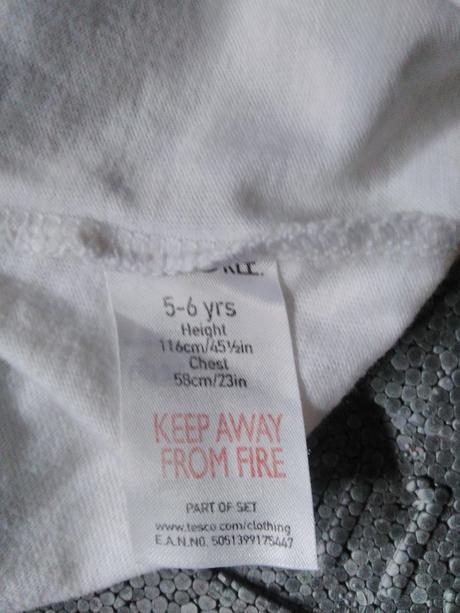 5-6 yrs
Height
116cm/45½in
Chest
58cm/23in
KEEP AWAY
FROM FIRE
PART OF SET
www.tesco.com/clothing
E.A.N.NO. 5051399175447